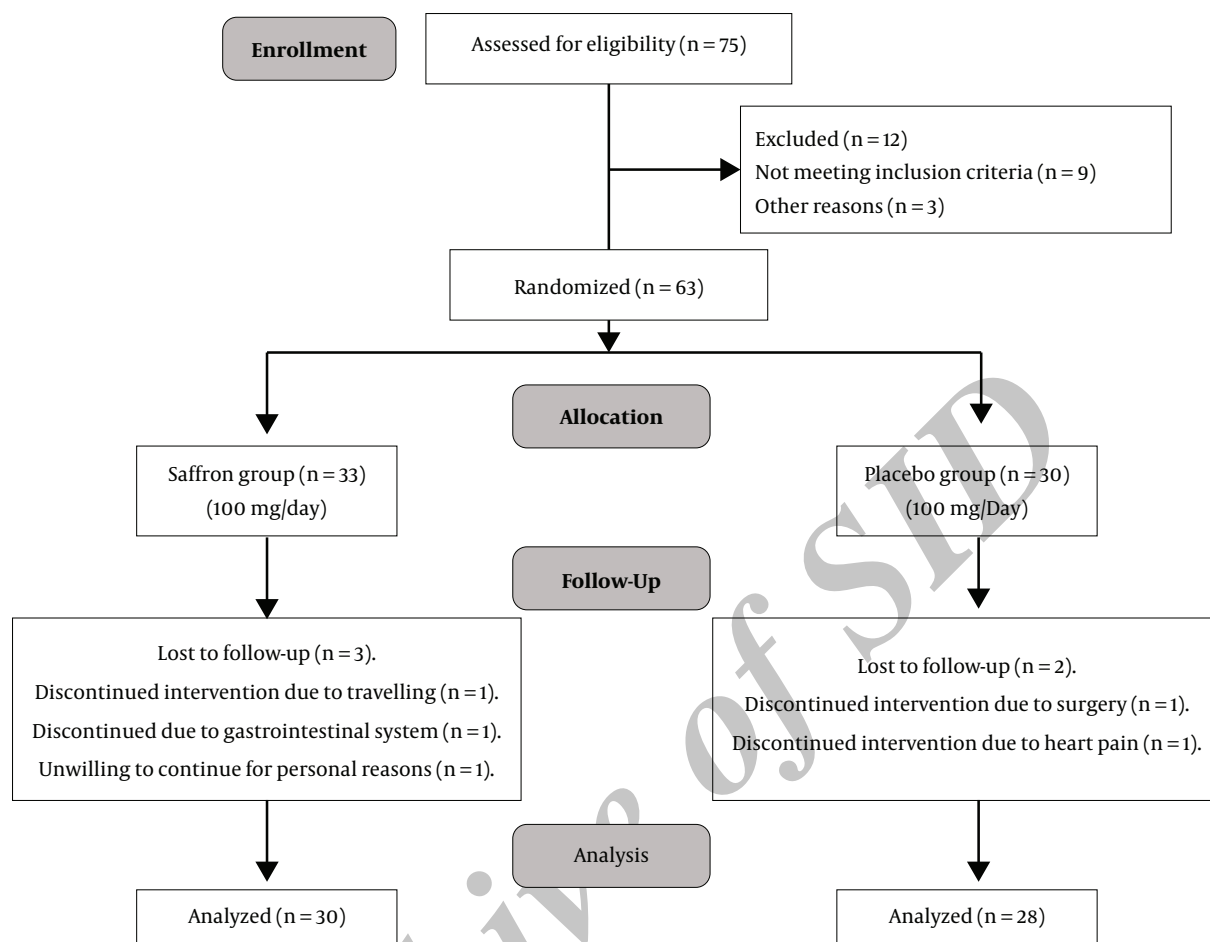 Enrollment
Assessed for eligibility (n = 75)
Excluded (n = 12)
Not meeting inclusion criteria (n = 9)
Other reasons (n = 3)
Randomized (n = 63)
Allocation
Saffron group (n = 33)
(100 mg/day)
Placebo group (n = 30)
(100 mg/Day)
Follow-Up
Lost to follow-up (n = 3).
Discontinued intervention due to travelling (n = 1).
Discontinued due to gastrointestinal system (n = 1).
Unwilling to continue for personal reasons (n = 1).
Lost to follow-up (n = 2).
Discontinued intervention due to surgery (n = 1).
Discontinued intervention due to heart pain (n = 1).
Analysis
Analyzed (n = 30)
Analyzed (n = 28)
ive of SID